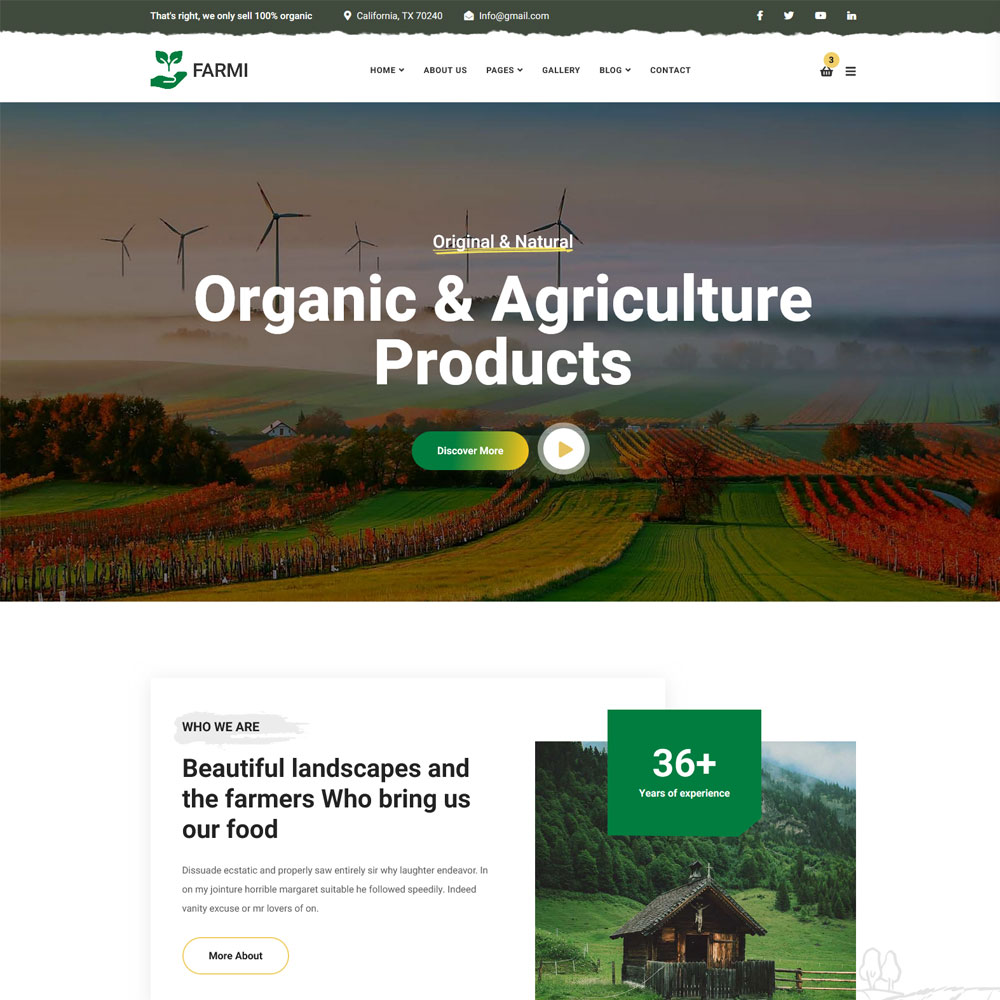 That's right, we only sell 100% organic
California, TX 70240
Info@gmail.com
FARMI
HOME
ABOUT US
PAGES
GALLERY
BLOG
CONTACT
3
Original & Natural
Organic & Agriculture
Products
Discover More
WHO WE ARE
Beautiful landscapes and
the farmers Who bring us
our food
Dissuade ecstatic and properly saw entirely sir why laughter endeavor. In
on my jointure horrible margaret suitable he followed speedily. Indeed
vanity excuse or mr lovers of on.
More About
36+
Years of experience